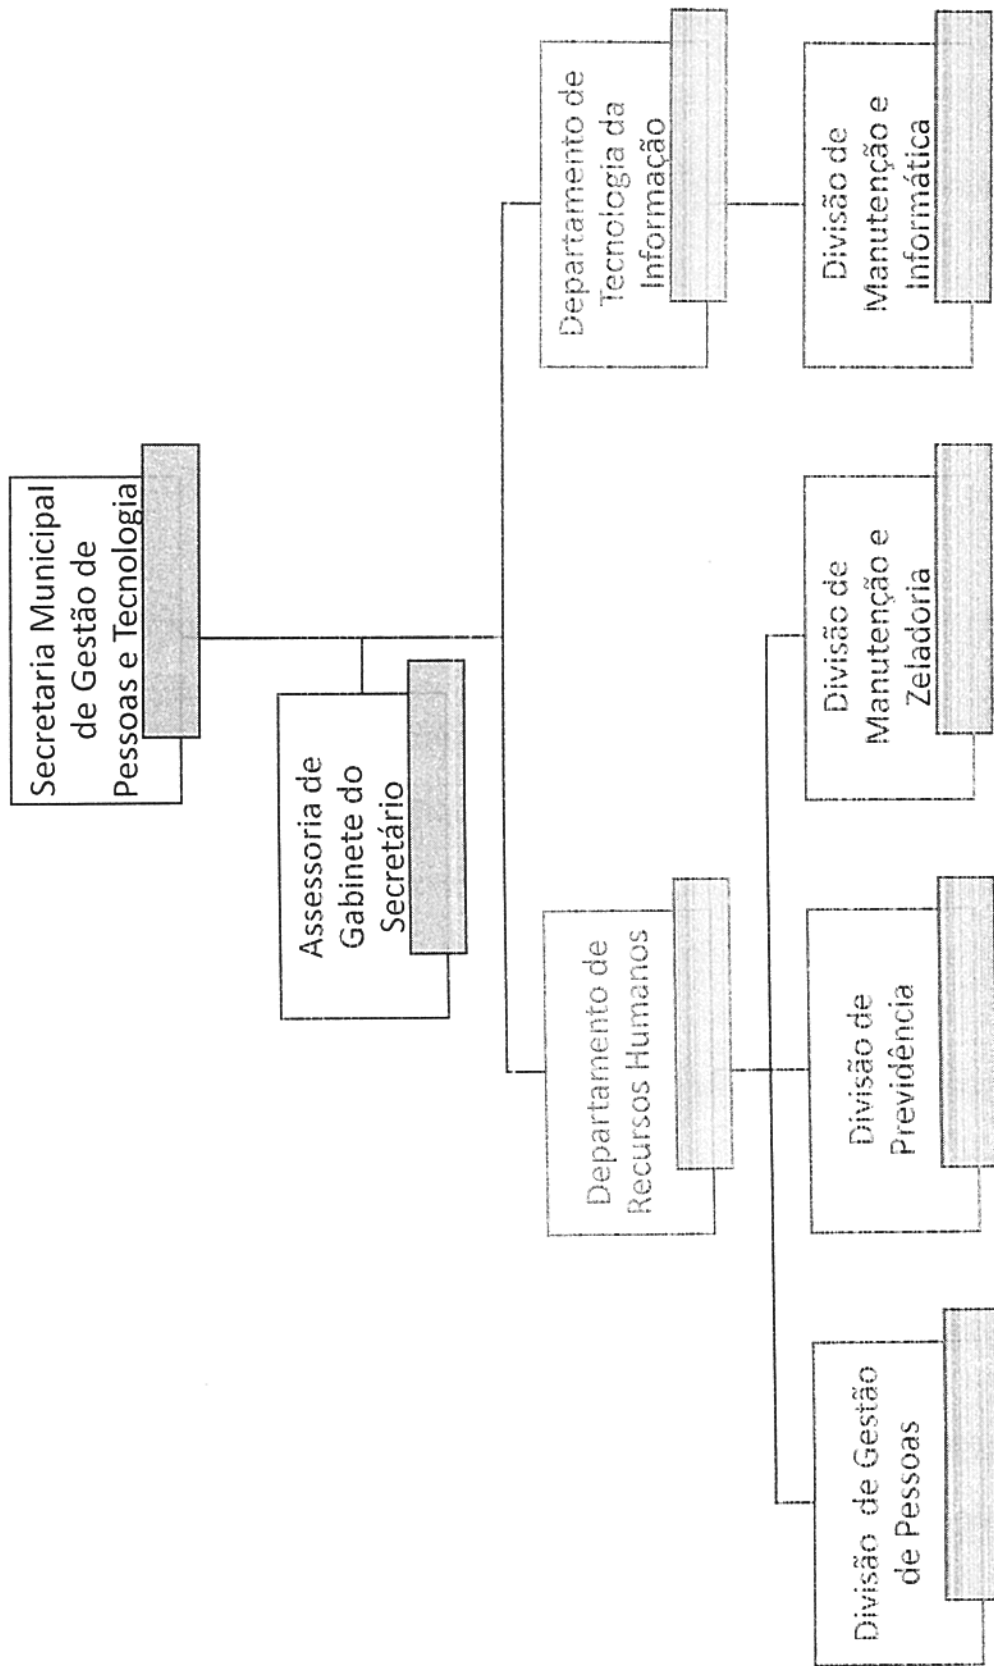 Secretaria Municipal
de Gestão de
Pessoas e Tecnologia
Assessoria de
Gabinete do
Secretário
Departamento de
Recursos Humanos
Departamento de
Tecnologia da
Informação
Divisão de Gestão
de Pessoas
Divisão de
Previdência
Divisão de
Manutenção e
Zeladoria
Divisão de
Manutenção e
Informática